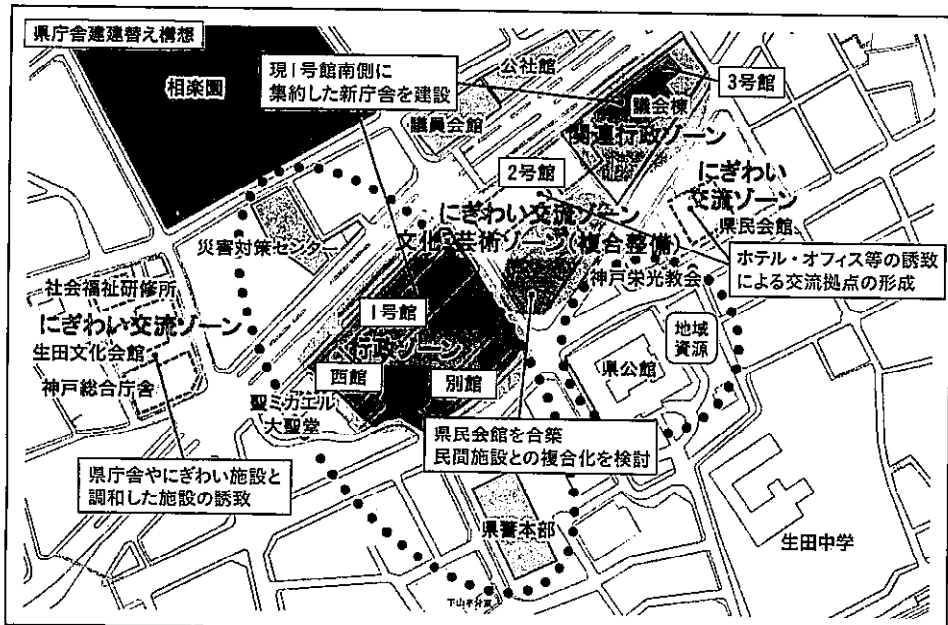 県庁舎建建替え構想
相楽園
現1号館南側に
集約した新庁舎を建設
公社館
議員会館
3号館
議会棟
関連行政ゾーン
2号館
にぎわい交流ゾーン
文化・芸術ゾーン(複合整備)
にぎわい
交流ゾーン
県民会館
神戸栄光教会
ホテル・オフィス等の誘致
による交流拠点の形成
災害対策センター
社会福祉研修所
にぎわい交流ゾーン
生田文化会館
神戸総合庁舎
1号館
行政ゾーン
西館
別館
聖ミカエル
大聖堂
地域
資源
県公館
県民会館を合築
民間施設との複合化を検討
県庁舎やにぎわい施設と
調和した施設の誘致
県警本部
生田中学